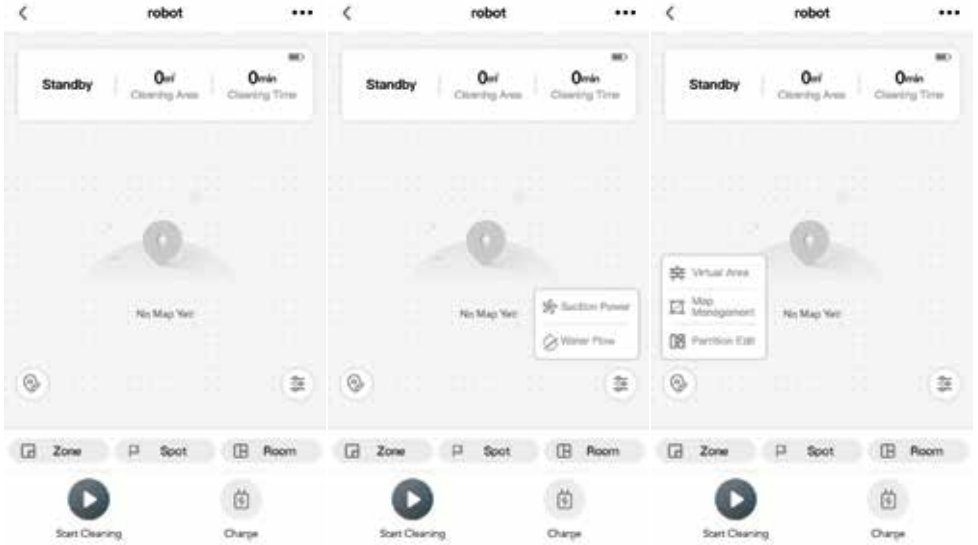 robot
Standby
0㎡
Cleaning Area
0min
Cleaning Time
No Map Yet!
Zone
Spot
Room
Start Cleaning
Charge
robot
Standby
0㎡
Cleaning Area
0min
Cleaning Time
Suction Power
No Map Yet!
Water Flow
Zone
Spot
Room
Start Cleaning
Charge
robot
Standby
0㎡
Cleaning Area
0min
Cleaning Time
Virtual Area
Map
Management
No Map Yet!
Partition Edit
Zone
Spot
Room
Start Cleaning
Charge